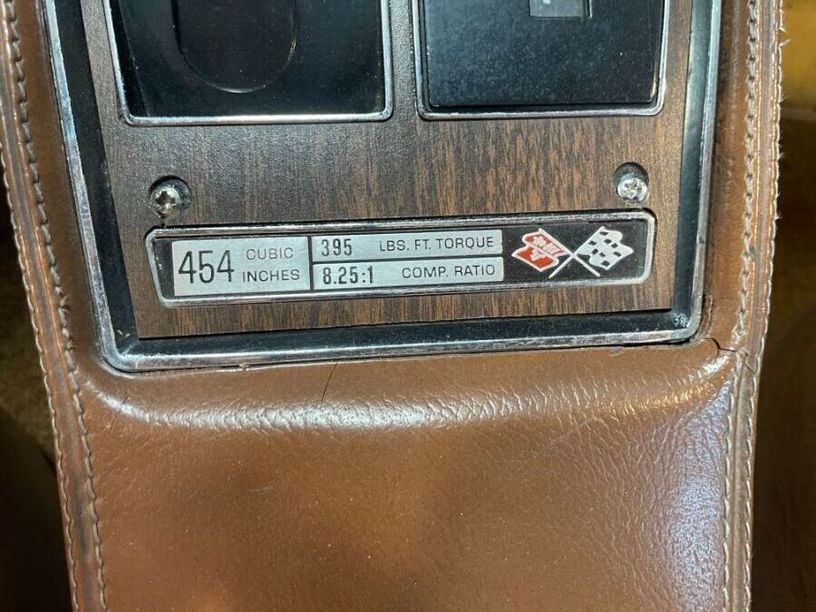 454 CUBIC INCHES
395 LBS. FT. TORQUE
8.25:1 COMP. RATIO